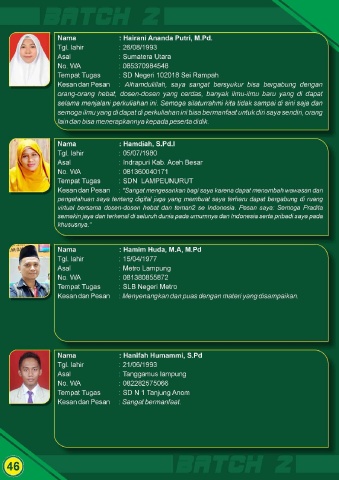 BATCH 2
Nama : Hairani Ananda Putri, M.Pd.
Tgl. lahir : 26/08/1993
Asal : Sumatera Utara
No. WA : 085370984548
Tempat Tugas : SD Negeri 102018 Sei Rampah
Kesan dan Pesan : Alhamdulillah, saya sangat bersyukur bisa bergabung dengan
orang-orang hebat, dosen-dosen yang cerdas, banyak ilmu-ilmu baru yang di dapat
selama menjalani perkuliahan ini. Semoga silaturrahmi kita tidak sampai di sini saja dan
semoga ilmu yang di dapat di perkuliahan ini bisa bermanfaat untuk diri saya sendiri, orang
lain dan bisa menerapkannya kepada peserta didik.
Nama : Hamdiah, S.Pd.I
Tgl. lahir : 05/07/1980
Asal : Indrapuri Kab. Aceh Besar
No. WA : 081360040171
Tempat Tugas : SDN LAMPEUNURUT
Kesan dan Pesan : "Sangat mengesankan bagi saya karena dapat menambah wawasan dan
pengetahuan saya tentang digital juga yang membuat saya terharu dapat bergabung di ruang
virtual bersama dosen-dosen hebat dan teman2 se Indonesia. Pesan saya: Semoga Pradita
semakin jaya dan terkenal di seluruh dunia pada umumnya dan Indonesia serta pribadi saya pada
khususnya."
Nama : Hamim Huda, M.A, M.Pd
Tgl. lahir : 15/04/1977
Asal : Metro Lampung
No. WA : 081380855872
Tempat Tugas : SLB Negeri Metro
Kesan dan Pesan : Menyenangkan dan puas dengan materi yang disampaikan.
Nama : Hanifah Humammi, S.Pd
Tgl. lahir : 21/06/1993
Asal : Tanggamus lampung
No. WA : 082282575066
Tempat Tugas : SD N 1 Tanjung Anom
Kesan dan Pesan : Sangat bermanfaat.
46
BATCH 2